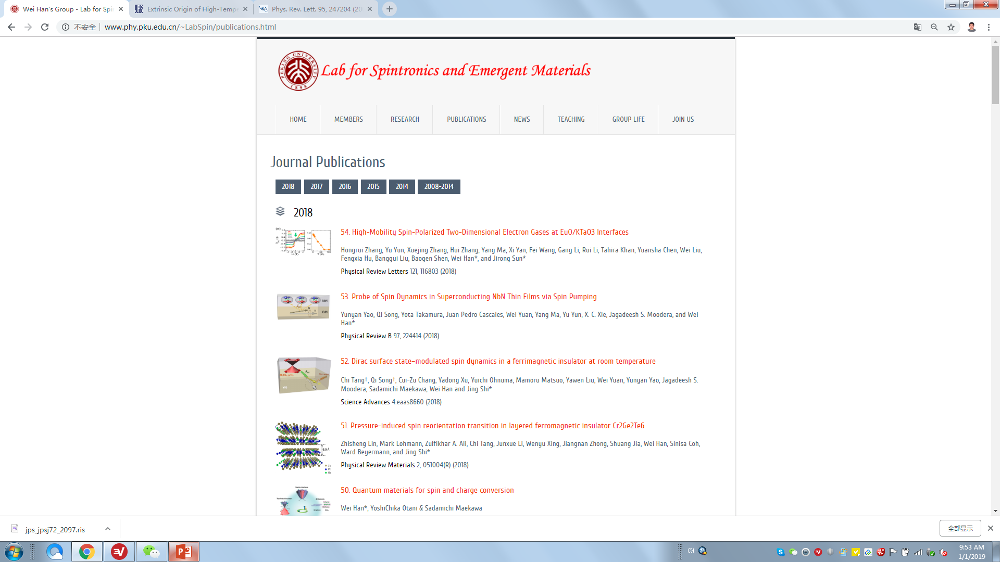 Wei Han's Group - Lab for Spi
Extrinsic Origin of High-Temp
Phys. Rev. Lett. 95, 247204 (20
不安全
www.phy.pku.edu.cn/~LabSpin/publications.html
PEKING UNIVERSITY
1898
Lab for Spintronics and Emergent Materials
HOME MEMBERS RESEARCH PUBLICATIONS NEWS TEACHING GROUP LIFE JOIN US
Journal Publications
2018 2017 2016 2015 2014 2008-2014
2018
54. High-Mobility Spin-Polarized Two-Dimensional Electron Gases at EuO/KTaO3 Interfaces
Hongrui Zhang, Yu Yun, Xuejing Zhang, Hui Zhang, Yang Ma, Xi Yan, Fei Wang, Gang Li, Rui Li, Tahira Khan, Yuansha Chen, Wei Liu,
Fengxia Hu, Banggui Liu, Baogen Shen, Wei Han*, and Jirong Sun*
Physical Review Letters 121, 116803 (2018)
NbN
GdN
53. Probe of Spin Dynamics in Superconducting NbN Thin Films via Spin Pumping
Yunyan Yao, Qi Song, Yota Takamura, Juan Pedro Cascales, Wei Yuan, Yang Ma, Yu Yun, X. C. Xie, Jagadeesh S. Moodera, and Wei
Han*
Physical Review B 97, 224414 (2018)
YIG
52. Dirac surface state–modulated spin dynamics in a ferrimagnetic insulator at room temperature
Chi Tang†, Qi Song†, Cui-Zu Chang, Yadong Xu, Yuichi Ohnuma, Mamoru Matsuo, Yawen Liu, Wei Yuan, Yunyan Yao, Jagadeesh S.
Moodera, Sadamichi Maekawa, Wei Han and Jing Shi*
Science Advances 4:eaas8660 (2018)
6.9 Å
Te
Cr
Ge
51. Pressure-induced spin reorientation transition in layered ferromagnetic insulator Cr2Ge2Te6
Zhisheng Lin, Mark Lohmann, Zulfikhar A. Ali, Chi Tang, Junxue Li, Wenyu Xing, Jiangnan Zhong, Shuang Jia, Wei Han, Sinisa Coh,
Ward Beyermann, and Jing Shi*
Physical Review Materials 2, 051004(R) (2018)
50. Quantum materials for spin and charge conversion
Wei Han*, YoshiChika Otani & Sadamichi Maekawa
jps_jpsj72_2097.ris
全部显示
CH
9:53 AM
1/1/2019